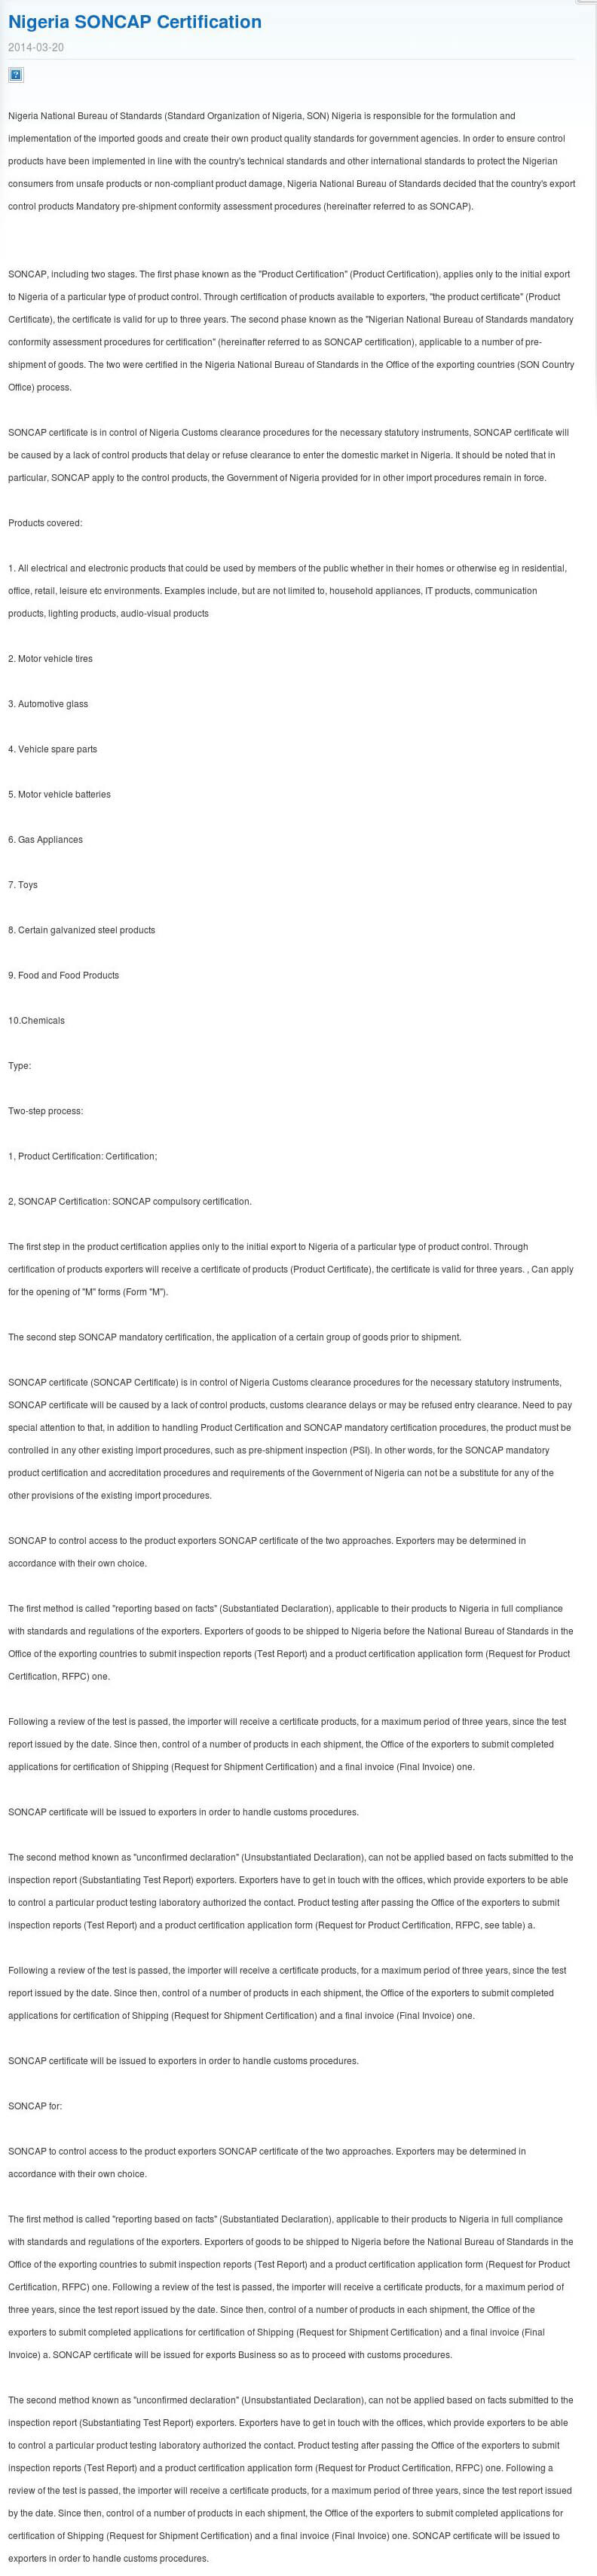 Nigeria SONCAP Certification
2014-03-20
Nigeria National Bureau of Standards (Standard Organization of Nigeria, SON) Nigeria is responsible for the formulation and
implementation of the imported goods and create their own product quality standards for government agencies. In order to ensure control
products have been implemented in line with the country's technical standards and other international standards to protect the Nigerian
consumers from unsafe products or non-compliant product damage, Nigeria National Bureau of Standards decided that the country's export
control products Mandatory pre-shipment conformity assessment procedures (hereinafter referred to as SONCAP).
SONCAP, including two stages. The first phase known as the "Product Certification" (Product Certification), applies only to the initial export
to Nigeria of a particular type of product control. Through certification of products available to exporters, "the product certificate" (Product
Certificate), the certificate is valid for up to three years. The second phase known as the "Nigerian National Bureau of Standards mandatory
conformity assessment procedures for certification" (hereinafter referred to as SONCAP certification), applicable to a number of pre-
shipment of goods. The two were certified in the Nigeria National Bureau of Standards in the Office of the exporting countries (SON Country
Office) process.
SONCAP certificate is in control of Nigeria Customs clearance procedures for the necessary statutory instruments, SONCAP certificate will
be caused by a lack of control products that delay or refuse clearance to enter the domestic market in Nigeria. It should be noted that in
particular, SONCAP apply to the control products, the Government of Nigeria provided for in other import procedures remain in force.
Products covered:
1. All electrical and electronic products that could be used by members of the public whether in their homes or otherwise eg in residential,
office, retail, leisure etc environments. Examples include, but are not limited to, household appliances, IT products, communication
products, lighting products, audio-visual products
2. Motor vehicle tires
3. Automotive glass
4. Vehicle spare parts
5. Motor vehicle batteries
6. Gas Appliances
7. Toys
8. Certain galvanized steel products
9. Food and Food Products
10.Chemicals
Type:
Two-step process:
1, Product Certification: Certification;
2, SONCAP Certification: SONCAP compulsory certification.
The first step in the product certification applies only to the initial export to Nigeria of a particular type of product control. Through
certification of products exporters will receive a certificate of products (Product Certificate), the certificate is valid for three years. , Can apply
for the opening of "M" forms (Form "M").
The second step SONCAP mandatory certification, the application of a certain group of goods prior to shipment.
SONCAP certificate (SONCAP Certificate) is in control of Nigeria Customs clearance procedures for the necessary statutory instruments,
SONCAP certificate will be caused by a lack of control products, customs clearance delays or may be refused entry clearance. Need to pay
special attention to that, in addition to handling Product Certification and SONCAP mandatory certification procedures, the product must be
controlled in any other existing import procedures, such as pre-shipment inspection (PSI). In other words, for the SONCAP mandatory
product certification and accreditation procedures and requirements of the Government of Nigeria can not be a substitute for any of the
other provisions of the existing import procedures.
SONCAP to control access to the product exporters SONCAP certificate of the two approaches. Exporters may be determined in
accordance with their own choice.
The first method is called "reporting based on facts" (Substantiated Declaration), applicable to their products to Nigeria in full compliance
with standards and regulations of the exporters. Exporters of goods to be shipped to Nigeria before the National Bureau of Standards in the
Office of the exporting countries to submit inspection reports (Test Report) and a product certification application form (Request for Product
Certification, RFPC) one.
Following a review of the test is passed, the importer will receive a certificate products, for a maximum period of three years, since the test
report issued by the date. Since then, control of a number of products in each shipment, the Office of the exporters to submit completed
applications for certification of Shipping (Request for Shipment Certification) and a final invoice (Final Invoice) one.
SONCAP certificate will be issued to exporters in order to handle customs procedures.
The second method known as "unconfirmed declaration" (Unsubstantiated Declaration), can not be applied based on facts submitted to the
inspection report (Substantiating Test Report) exporters. Exporters have to get in touch with the offices, which provide exporters to be able
to control a particular product testing laboratory authorized the contact. Product testing after passing the Office of the exporters to submit
inspection reports (Test Report) and a product certification application form (Request for Product Certification, RFPC, see table) a.
Following a review of the test is passed, the importer will receive a certificate products, for a maximum period of three years, since the test
report issued by the date. Since then, control of a number of products in each shipment, the Office of the exporters to submit completed
applications for certification of Shipping (Request for Shipment Certification) and a final invoice (Final Invoice) one.
SONCAP certificate will be issued to exporters in order to handle customs procedures.
SONCAP for:
SONCAP to control access to the product exporters SONCAP certificate of the two approaches. Exporters may be determined in
accordance with their own choice.
The first method is called "reporting based on facts" (Substantiated Declaration), applicable to their products to Nigeria in full compliance
with standards and regulations of the exporters. Exporters of goods to be shipped to Nigeria before the National Bureau of Standards in the
Office of the exporting countries to submit inspection reports (Test Report) and a product certification application form (Request for Product
Certification, RFPC) one. Following a review of the test is passed, the importer will receive a certificate products, for a maximum period of
three years, since the test report issued by the date. Since then, control of a number of products in each shipment, the Office of the
exporters to submit completed applications for certification of Shipping (Request for Shipment Certification) and a final invoice (Final
Invoice) a. SONCAP certificate will be issued for exports Business so as to proceed with customs procedures.
The second method known as "unconfirmed declaration" (Unsubstantiated Declaration), can not be applied based on facts submitted to the
inspection report (Substantiating Test Report) exporters. Exporters have to get in touch with the offices, which provide exporters to be able
to control a particular product testing laboratory authorized the contact. Product testing after passing the Office of the exporters to submit
inspection reports (Test Report) and a product certification application form (Request for Product Certification, RFPC) one. Following a
review of the test is passed, the importer will receive a certificate products, for a maximum period of three years, since the test report issued
by the date. Since then, control of a number of products in each shipment, the Office of the exporters to submit completed applications for
certification of Shipping (Request for Shipment Certification) and a final invoice (Final Invoice) one. SONCAP certificate will be issued to
exporters in order to handle customs procedures.